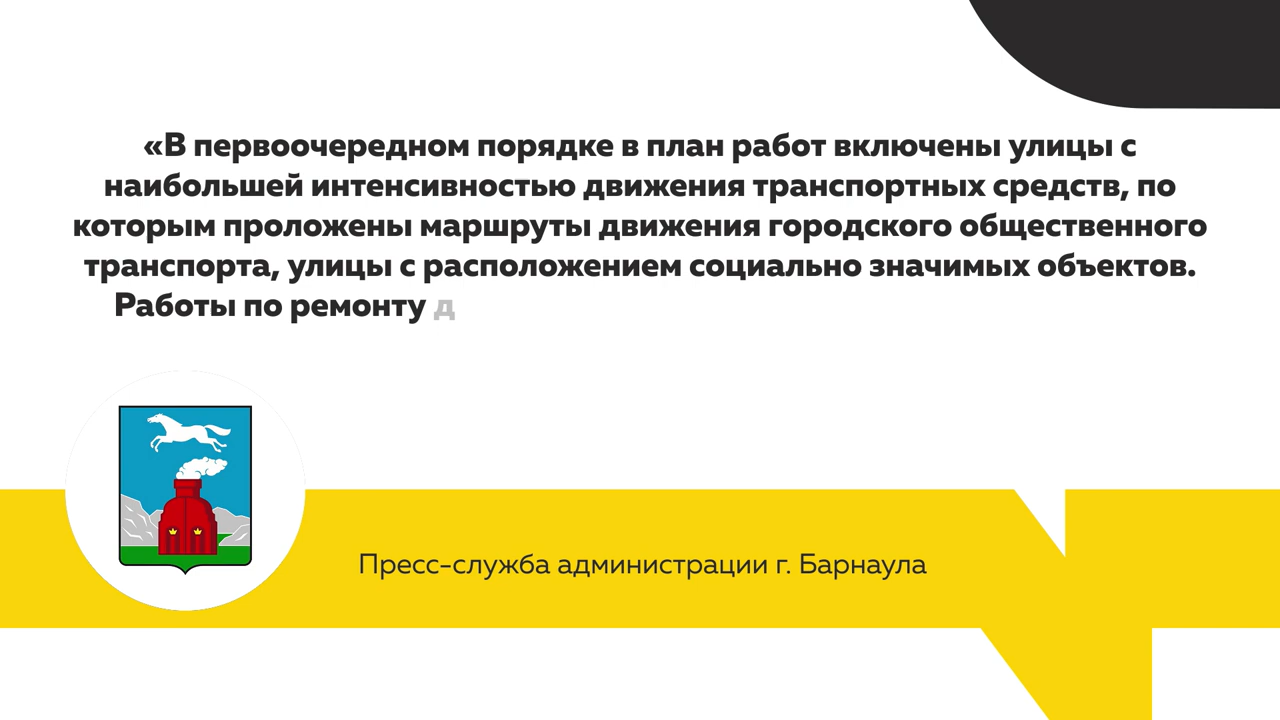 «В первоочередном порядке в план работ включены улицы с
наибольшей интенсивностью движения транспортных средств, по
которым проложены маршруты движения городского общественного
транспорта, улицы с расположением социально значимых объектов.
Работы по ремонту д
Пресс-служба администрации г. Барнаула